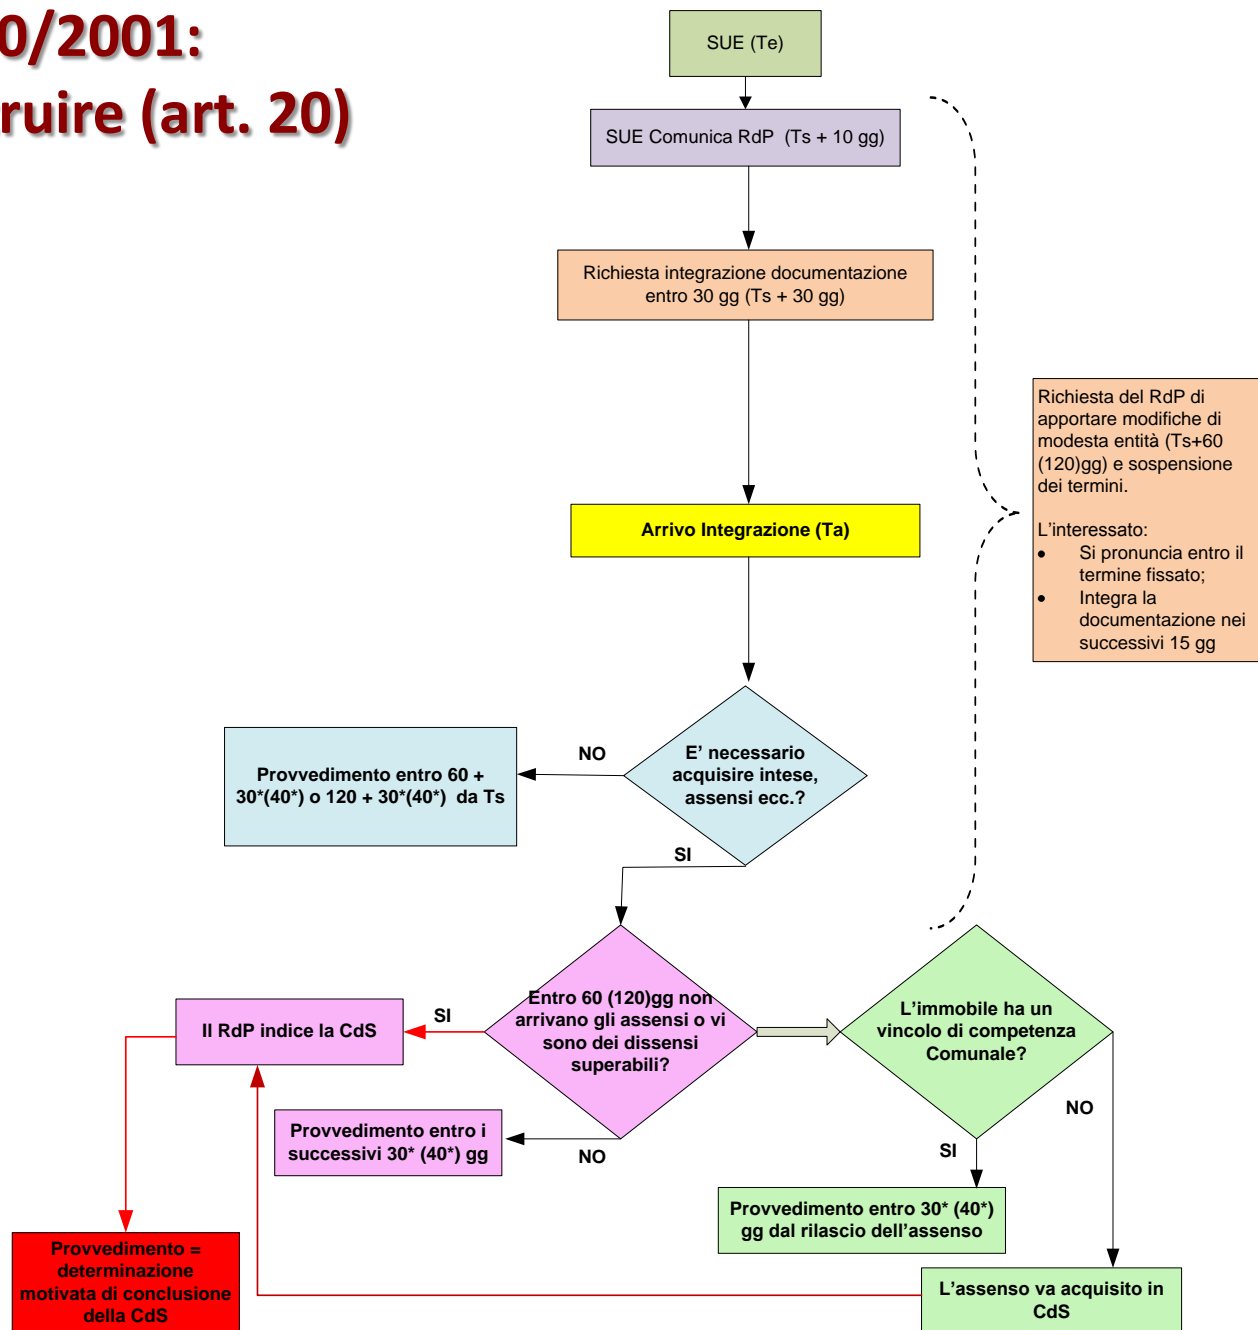 0/2001:
ruire (art. 20)
SUE (Te)
SUE Comunica RdP (Ts + 10 gg)
Richiesta integrazione documentazione
entro 30 gg (Ts + 30 gg)
Richiesta del RdP di
apportare modifiche di
modesta entità (Ts+60
(120)gg) e sospensione
dei termini.
L'interessato:
• Si pronuncia entro il
termine fissato;
• Integra la
documentazione nei
successivi 15 gg
Arrivo Integrazione (Ta)
E' necessario
acquisire intese,
assensi ecc.?
NO
Provvedimento entro 60 +
30*(40*) o 120 + 30*(40*) da Ts
SI
Entro 60 (120)gg non
arrivano gli assensi o vi
sono dei dissensi
superabili?
SI
Il RdP indice la CdS
L'immobile ha un
vincolo di competenza
Comunale?
NO
Provvedimento entro i
successivi 30* (40*) gg
NO
SI
Provvedimento entro 30* (40*)
gg dal rilascio dell'assenso
Provvedimento =
determinazione
motivata di conclusione
della CdS
L'assenso va acquisito in
CdS